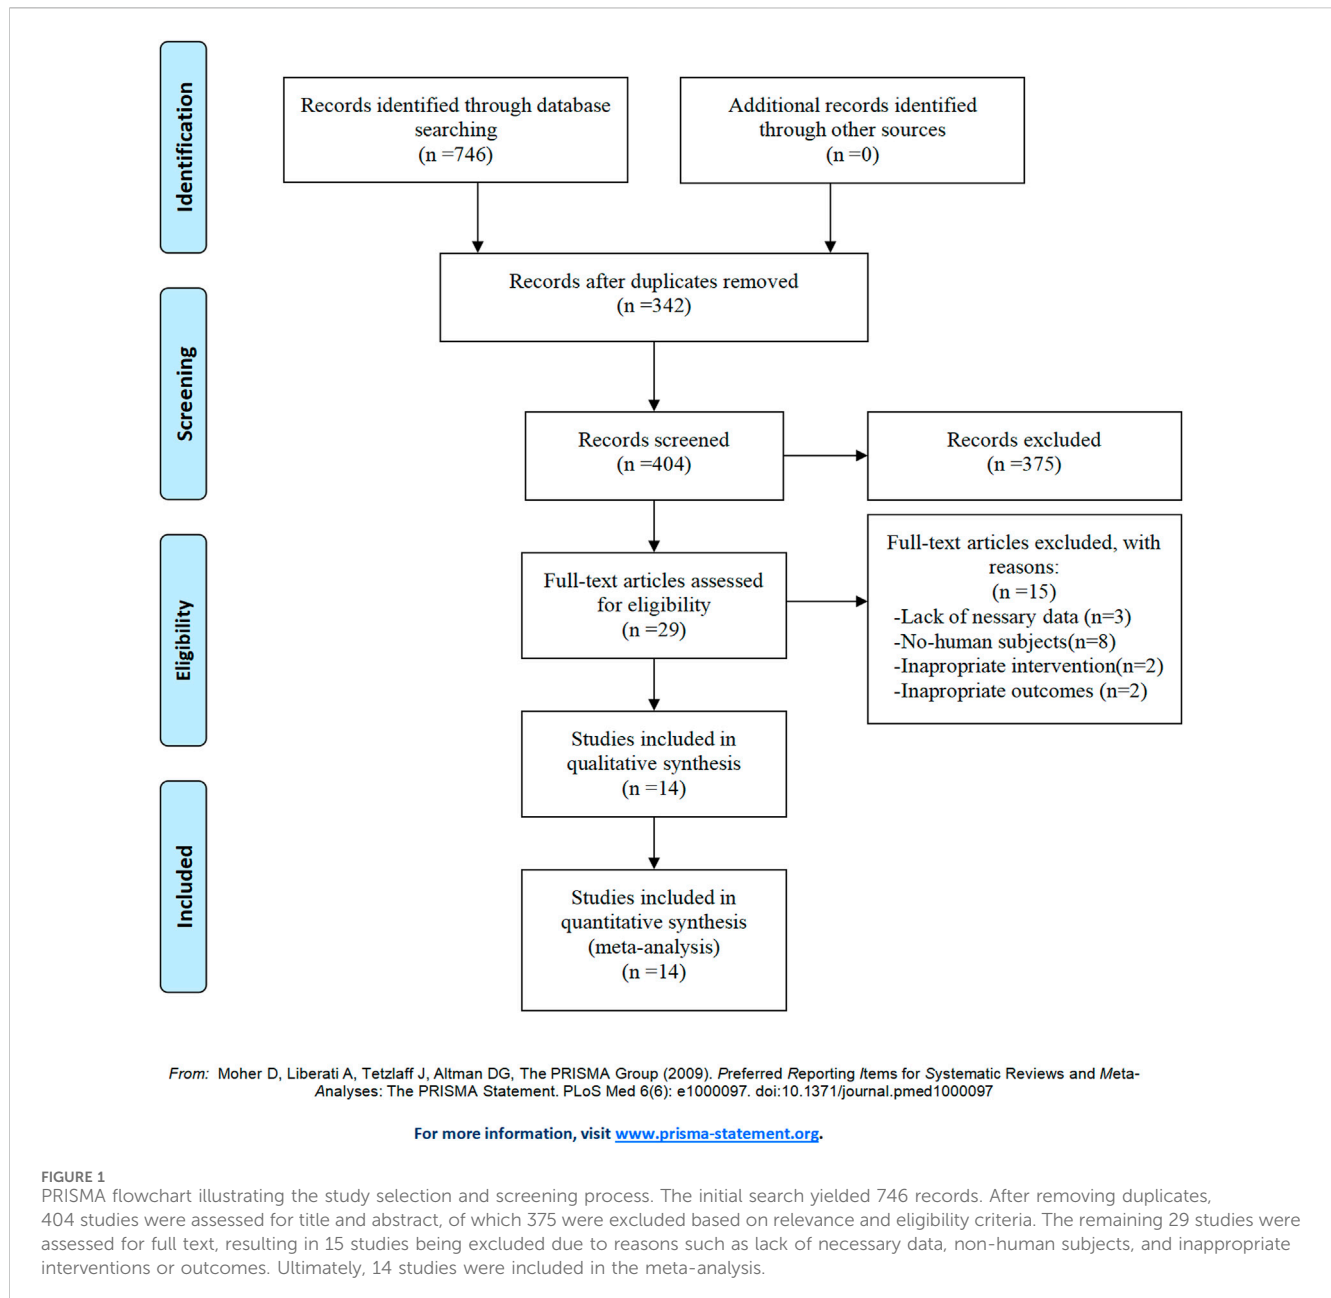 Identification
Records identified through database
searching
(n =746)
Additional records identified
through other sources
(n =0)
Records after duplicates removed
(n =342)
Screening
Records screened
(n =404)
Records excluded
(n =375)
Eligibility
Full-text articles assessed
for eligibility
(n =29)
Full-text articles excluded, with
reasons:
(n =15)
-Lack of nessary data (n=3)
-No-human subjects(n=8)
-Inapropriate intervention(n=2)
-Inapropriate outcomes (n=2)
Studies included in
qualitative synthesis
(n =14)
Included
Studies included in
quantitative synthesis
(meta-analysis)
(n =14)
From: Moher D, Liberati A, Tetzlaff J, Altman DG, The PRISMA Group (2009). Preferred Reporting Items for Systematic Reviews and Meta-
Analyses: The PRISMA Statement. PLoS Med 6(6): e1000097. doi:10.1371/journal.pmed1000097
For more information, visit www.prisma-statement.org.
FIGURE 1
PRISMA flowchart illustrating the study selection and screening process. The initial search yielded 746 records. After removing duplicates,
404 studies were assessed for title and abstract, of which 375 were excluded based on relevance and eligibility criteria. The remaining 29 studies were
assessed for full text, resulting in 15 studies being excluded due to reasons such as lack of necessary data, non-human subjects, and inappropriate
interventions or outcomes. Ultimately, 14 studies were included in the meta-analysis.